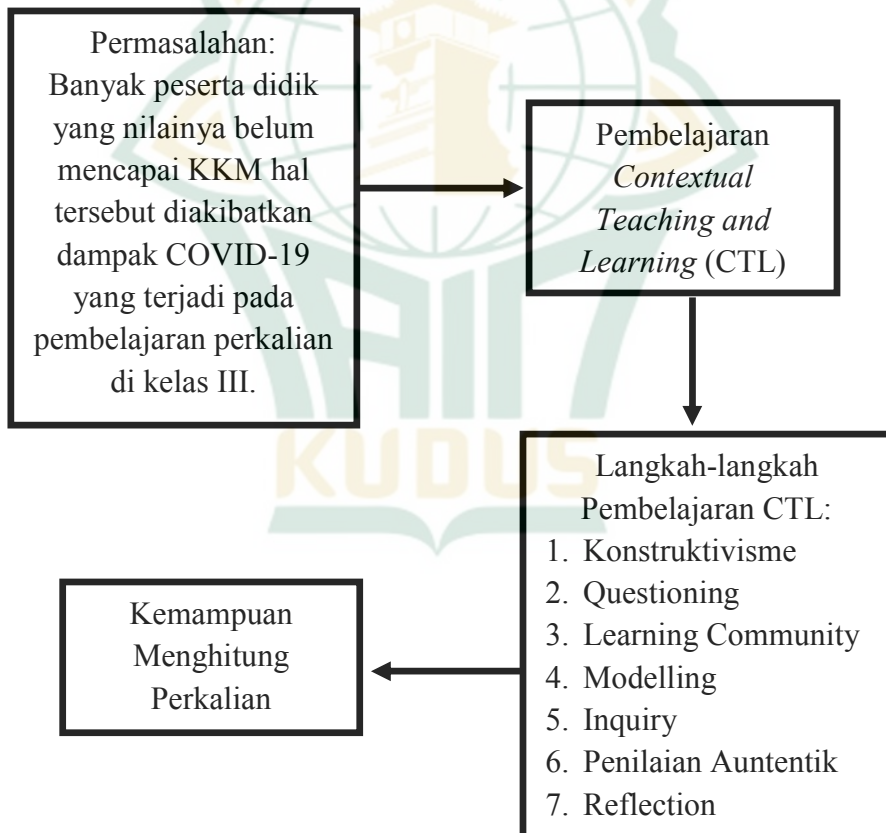 Permasalahan:
Banyak peserta didik
yang nilainya belum
mencapai KKM hal
tersebut diakibatkan
dampak COVID-19
yang terjadi pada
pembelajaran perkalian
di kelas III.
Pembelajaran
Contextual
Teaching and
Learning (CTL)
Langkah-langkah
Pembelajaran CTL:
1. Konstruktivisme
2. Questioning
3. Learning Community
4. Modelling
5. Inquiry
6. Penilaian Auntentik
7. Reflection
Kemampuan
Menghitung
Perkalian
KUDUS